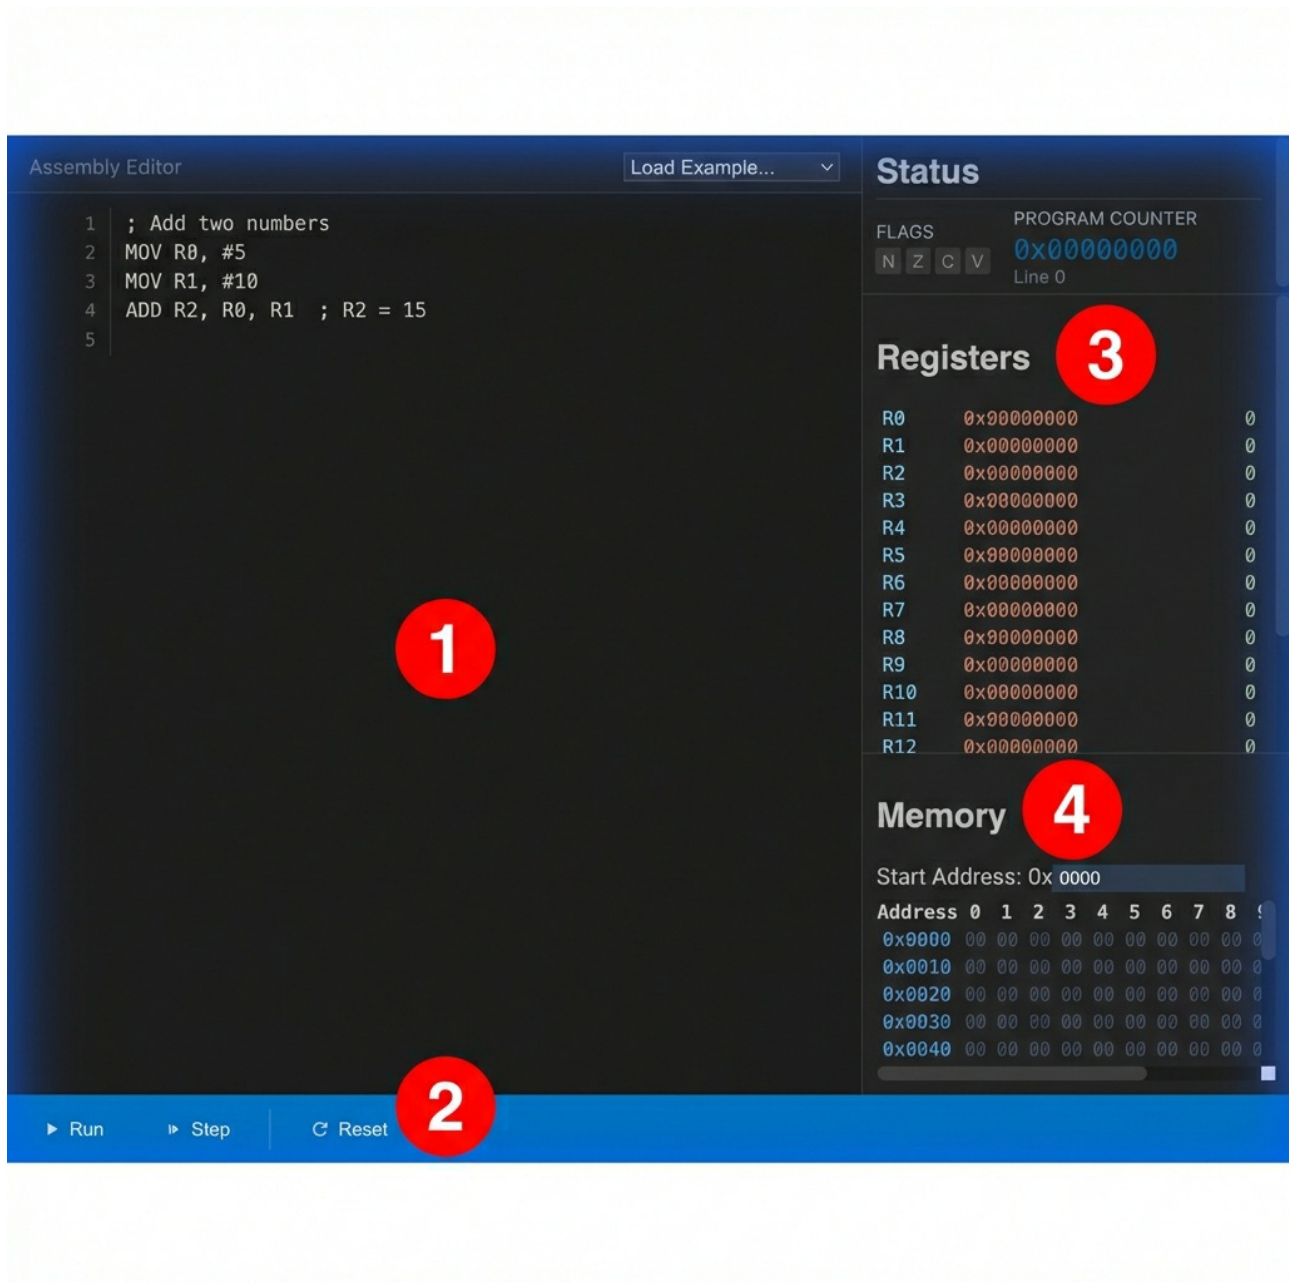 Assembly Editor
Load Example...
1 ; Add two numbers
2 MOV R0, #5
3 MOV R1, #10
4 ADD R2, R0, R1 ; R2 = 15
5
1
Run
Step
Reset
2
Status
FLAGS
N Z C V
PROGRAM COUNTER
0x00000000
Line 0
Registers
3
R0 0x90000000 0
R1 0x00000000 0
R2 0x90000000 0
R3 0x98000000 0
R4 0x00000000 0
R5 0x90000000 0
R6 0x00000000 0
R7 0x00000000 0
R8 0x90000000 0
R9 0x00000000 0
R10 0x00000000 0
R11 0x90000000 0
R12 0x00000000 0
Memory
4
Start Address: 0x 0000
Address 0 1 2 3 4 5 6 7 8
0x0000 00 00 00 00 00 00 00 00 00
0x0010 00 00 00 00 00 00 00 00 00
0x0020 00 00 00 00 00 00 00 00 00
0x0030 00 00 00 00 00 00 00 00 00
0x0040 00 00 00 00 00 00 00 00 00